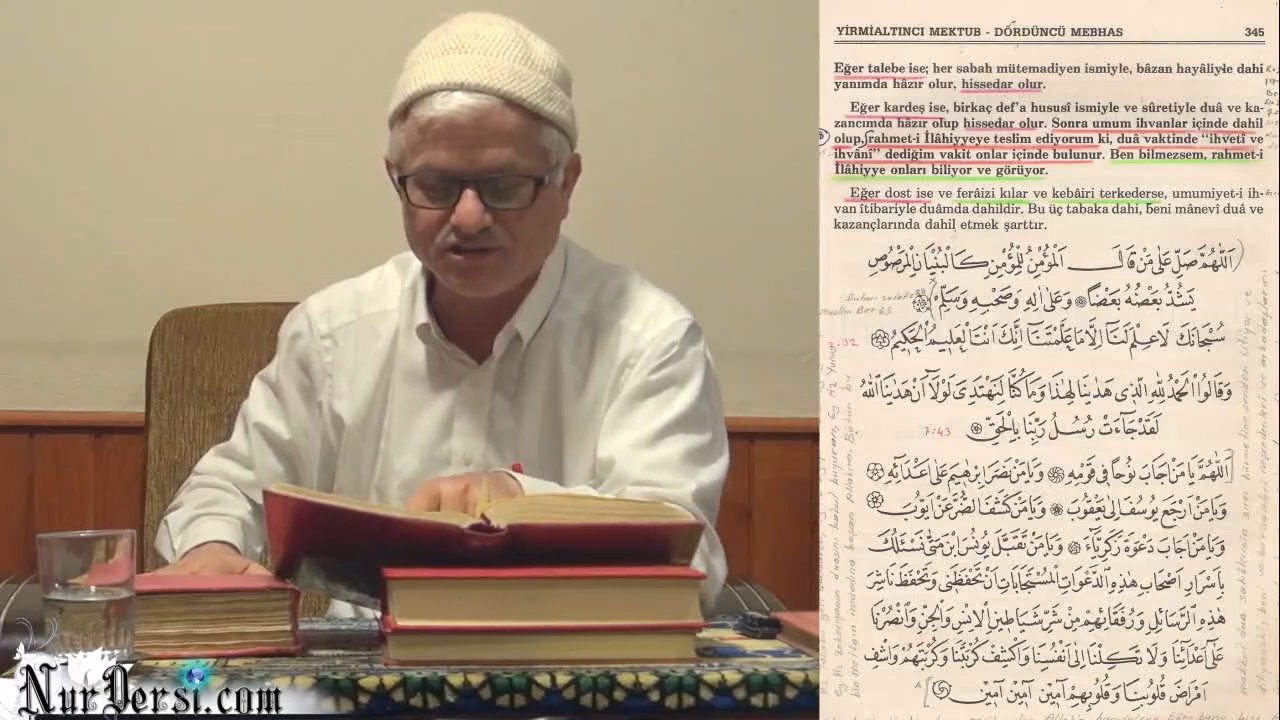 YİRMİALTINCI MEKTUB - DÖRDÜNCÜ MEBHAS 345
Eğer talebe ise; her sabah mütemadiyen ismiyle, bâzan hayâliyle dahi
yanımda hâzır olur, hissedar olur.
Eğer kardeş ise, birkaç def'a hususî ismiyle ve sûretiyle duâ ve ka-
zancımda hâzır olup hissedar olur. Sonra umum ihvanlar içinde dahil
olup, rahmet-i İlâhiyyeye teslim ediyorum ki, duâ vaktinde "ihvetî ve
ihvânî" dediğim vakit onlar içinde bulunur. Ben bilmezsem, rahmet-i
İlâhiyye onları biliyor ve görüyor.
Eğer dost ise ve ferâizi kılar ve kebâiri terkederse, umumiyet-i ih-
van îtibariyle duâmda dahildir. Bu üç tabaka dahi, beni mânevî duâ ve
kazançlarında dahil etmek şarttır.
اَللّٰهُمَّ صَلِّ عَلٰى مَنْ قَالَ اَلْمُؤْمِنُ لِلْمُؤْمِنِ كَالْبُنْيَانِ الْمَرْصُوصِ
يَشُدُّ بَعْضُهُ بَعْضًا وَعَلٰى اٰلِهِ وَصَحْبِهِ وَسَلِّمْ
سُبْحَانَكَ لَا عِلْمَ لَنَا اِلَّا مَا عَلَّمْتَنَا اِنَّكَ اَنْتَ الْعَلِيمُ الْحَكِيمُ
2:32
وَقَالُوا الْحَمْدُ لِلّٰهِ الَّذِى هَدٰينَا لِهٰذَا وَمَا كُنَّا لِنَهْتَدِىَ لَوْلَا اَنْ هَدٰينَا اللّٰهُ
لَقَدْ جَاءَتْ رُسُلُ رَبِّنَا بِالْحَقِّ 7:43
اَللّٰهُمَّ يَا مَنْ اَجَابَ نُوحًا فِى قَوْمِهِ وَيَا مَنْ نَصَرَ اِبْرٰهِيمَ عَلٰى اَعْدَائِهِ
وَيَا مَنْ اَرْجَعَ يُوسُفَ اِلٰى يَعْقُوبَ وَيَا مَنْ كَشَفَ الضُّرَّ عَنْ اَيُّوبَ
وَيَا مَنْ اَجَابَ دَعْوَةَ زَكَرِيَّاءَ وَيَا مَنْ تَقَبَّلَ يُونُسَ ابْنَ مَتّٰى نَسْئَلُكَ
بِاَسْرَارِ اَصْحَابِ هٰذِهِ الدَّعَوَاتِ الْمُسْتَجَابَاتِ اَنْ تَحْفَظَنِى وَتَحْفَظَ نَاشِرَ
هٰذِهِ الرَّسَائِلِ وَرُفَقَائَهُمْ مِنْ شَرِّ شَيَاطِينِ الْاِنْسِ وَالْجِنِّ وَانْصُرْنَا
عَلٰى اَعْدَائِنَا وَلَا تَكِلْنَا اِلٰى اَنْفُسِنَا وَاكْشِفْ كُرْبَتَنَا وَكُرْبَتَهُمْ وَاشْفِ
اَمْرَاضَ قُلُوبِنَا وَقُلُوبِهِمْ اٰمِينَ اٰمِينَ اٰمِينَ
NurDersi.com